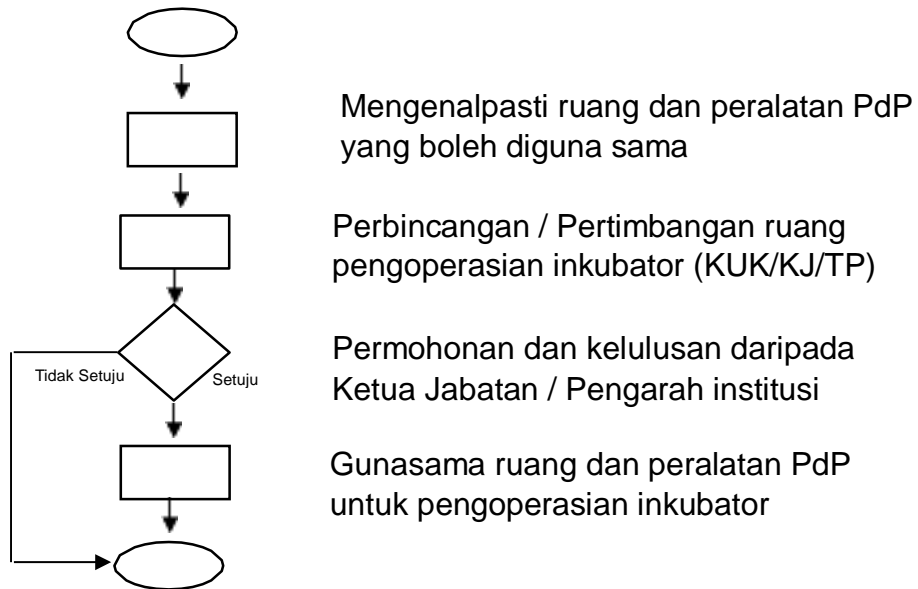 Mengenalpasti ruang dan peralatan PdP
yang boleh diguna sama
Perbincangan / Pertimbangan ruang
pengoperasian inkubator (KUK/KJ/TP)
Permohonan dan kelulusan daripada
Ketua Jabatan / Pengarah institusi
Tidak Setuju
Setuju
Gunasama ruang dan peralatan PdP
untuk pengoperasian inkubator